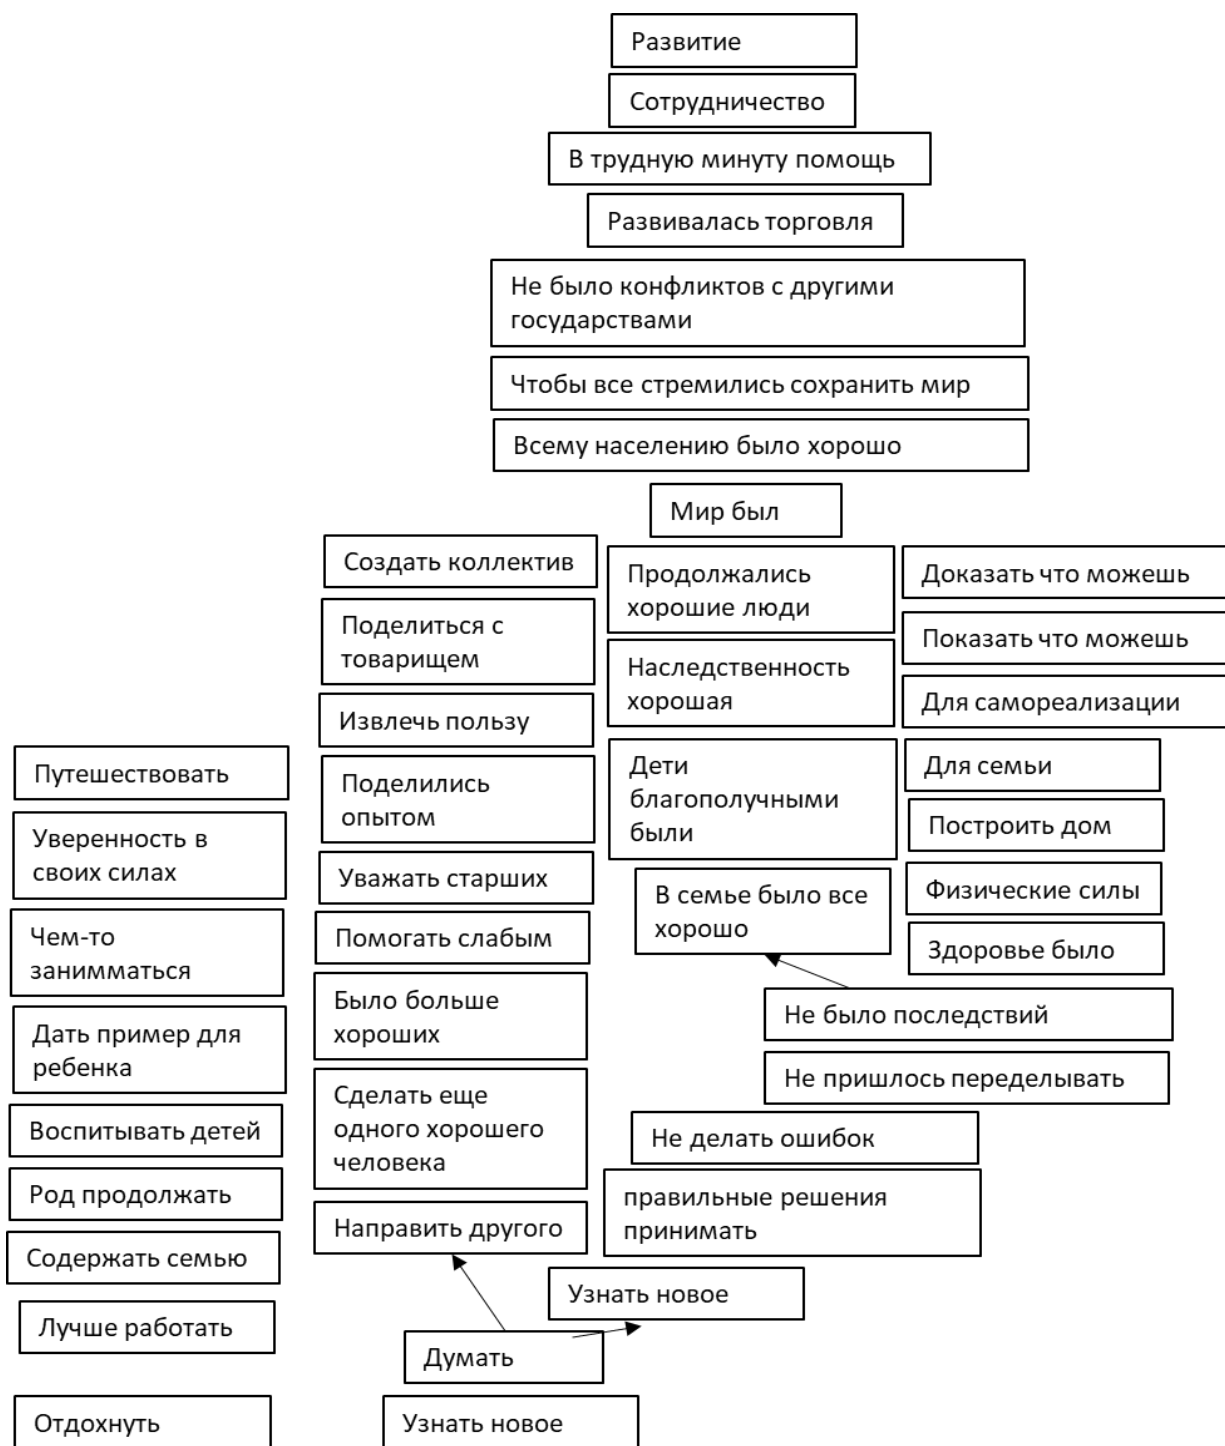 Развитие
Сотрудничество
В трудную минуту помощь
Развивалась торговля
Не было конфликтов с другими
государствами
Чтобы все стремились сохранить мир
Всему населению было хорошо
Мир был
Создать коллектив
Поделиться с
товарищем
Извлечь пользу
Поделились
опытом
Уважать старших
Помогать слабым
Было больше
хороших
Сделать еще
одного хорошего
человека
Направить другого
Продолжались
хорошие люди
Наследственность
хорошая
Дети
благополучными
были
В семье было все
хорошо
Доказать что можешь
Показать что можешь
Для самореализации
Для семьи
Построить дом
Физические силы
Здоровье было
Не было последствий
Не пришлось переделывать
Не делать ошибок
правильные решения
принимать
Узнать новое
Думать
Узнать новое
Путешествовать
Уверенность в
своих силах
Чем-то
занимматься
Дать пример для
ребенка
Воспитывать детей
Род продолжать
Содержать семью
Лучше работать
Отдохнуть